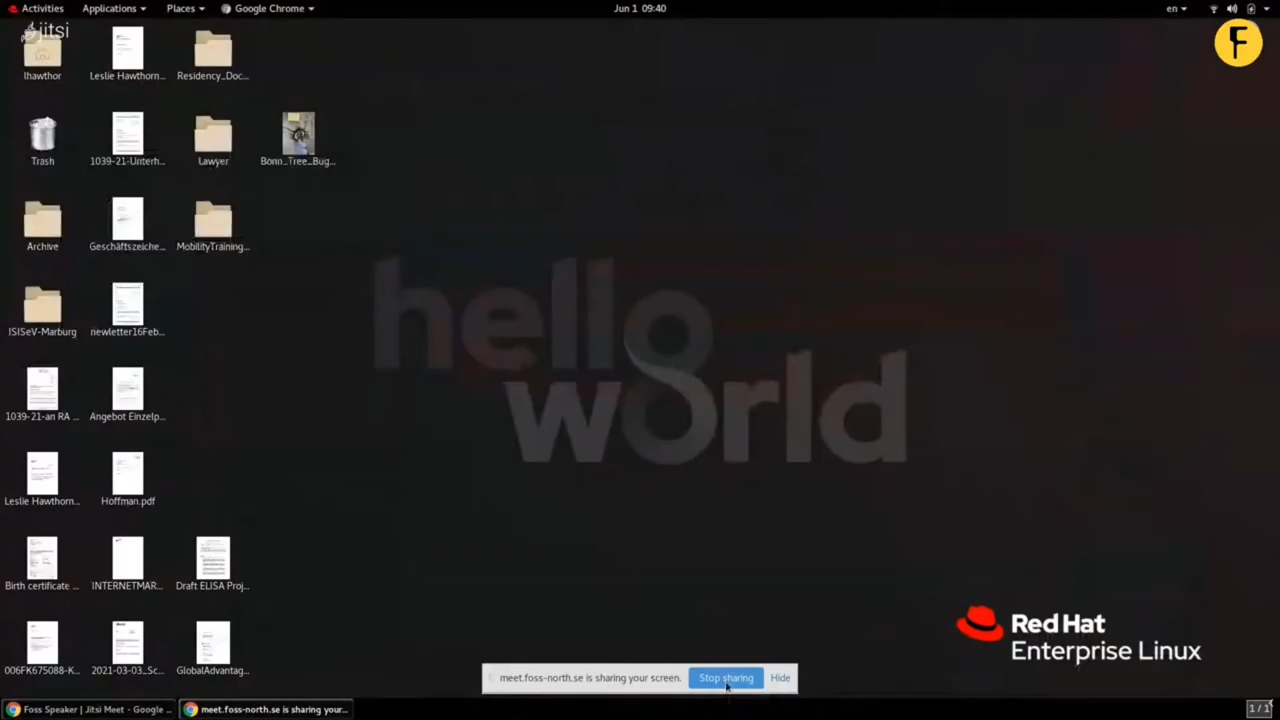 Activities
Applications
Places
Google Chrome
Jun 1 09:40
en
jitsi
F
lhawthor
Leslie Hawthorn...
Residency_Doc...
Trash
1039-21-Unterh...
Lawyer
Bonn_Tree_Bug...
Archive
Geschäftszeiche...
MobilityTraining...
ISISeV-Marburg
newletter16Feb...
1039-21-an RA ...
Angebot Einzelp...
Leslie Hawthorn...
Hoffman.pdf
Birth certificate ...
INTERNETMAR...
Draft ELISA Proj...
006FK675088-K...
2021-03-03_Sc...
GlobalAdvantag...
hello
world
Red Hat
Enterprise Linux
meet.foss-north.se is sharing your screen.
Stop sharing
Hide
Foss Speaker | Jitsi Meet - Google ...
meet.foss-north.se is sharing your...
1 / 1